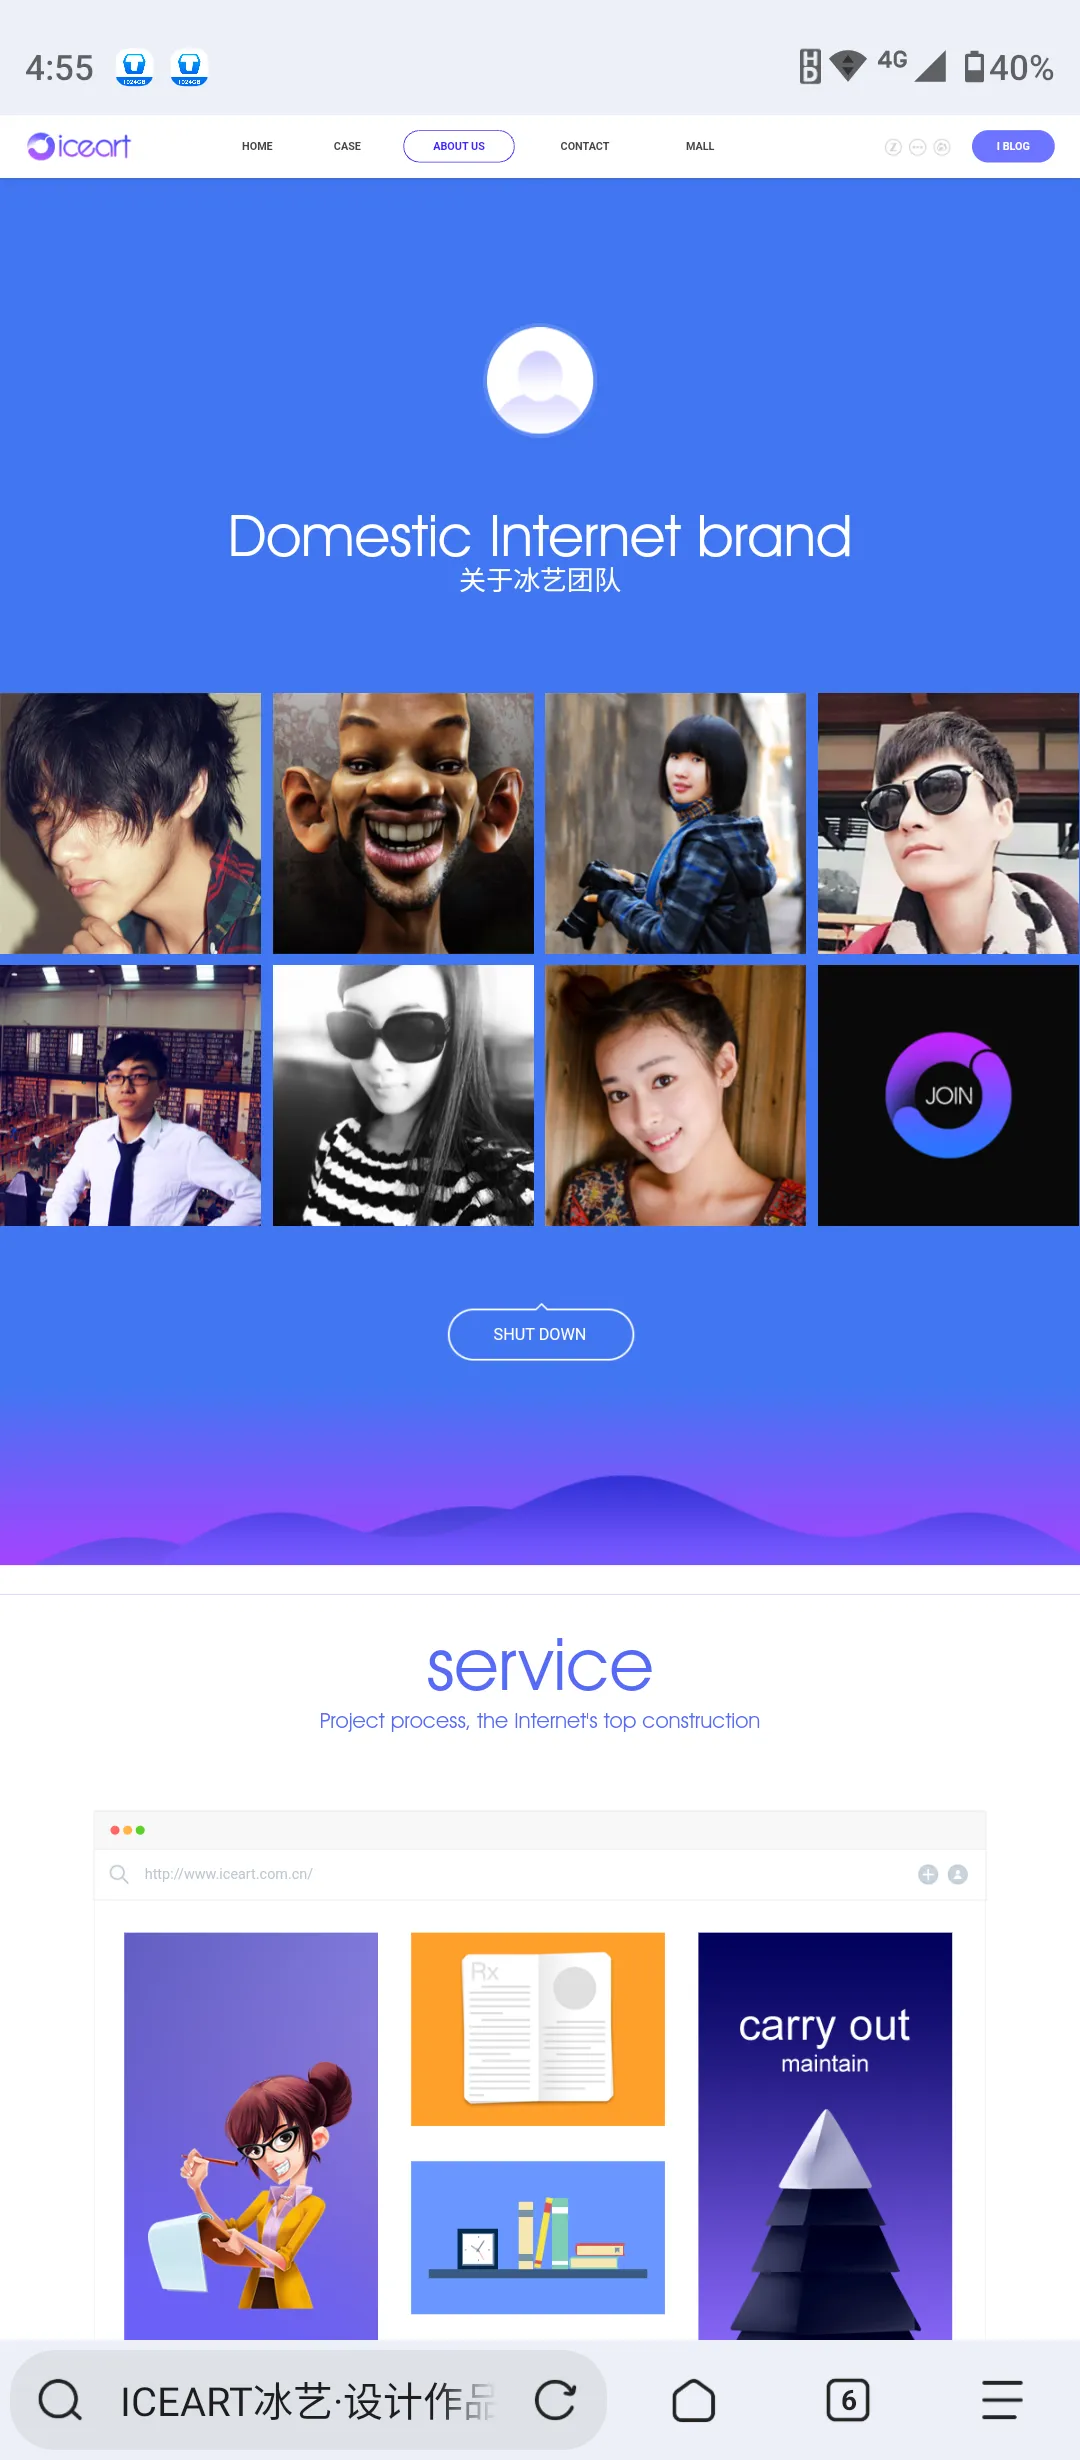 4:55
HD 4G 40%
iceart HOME CASE ABOUT US CONTACT MALL I BLOG
Domestic Internet brand
关于冰艺团队
JOIN
SHUT DOWN
service
Project process, the Internet's top construction
http://www.iceart.com.cn/
Rx
carry out
maintain
ICEART冰艺·设计作品
6